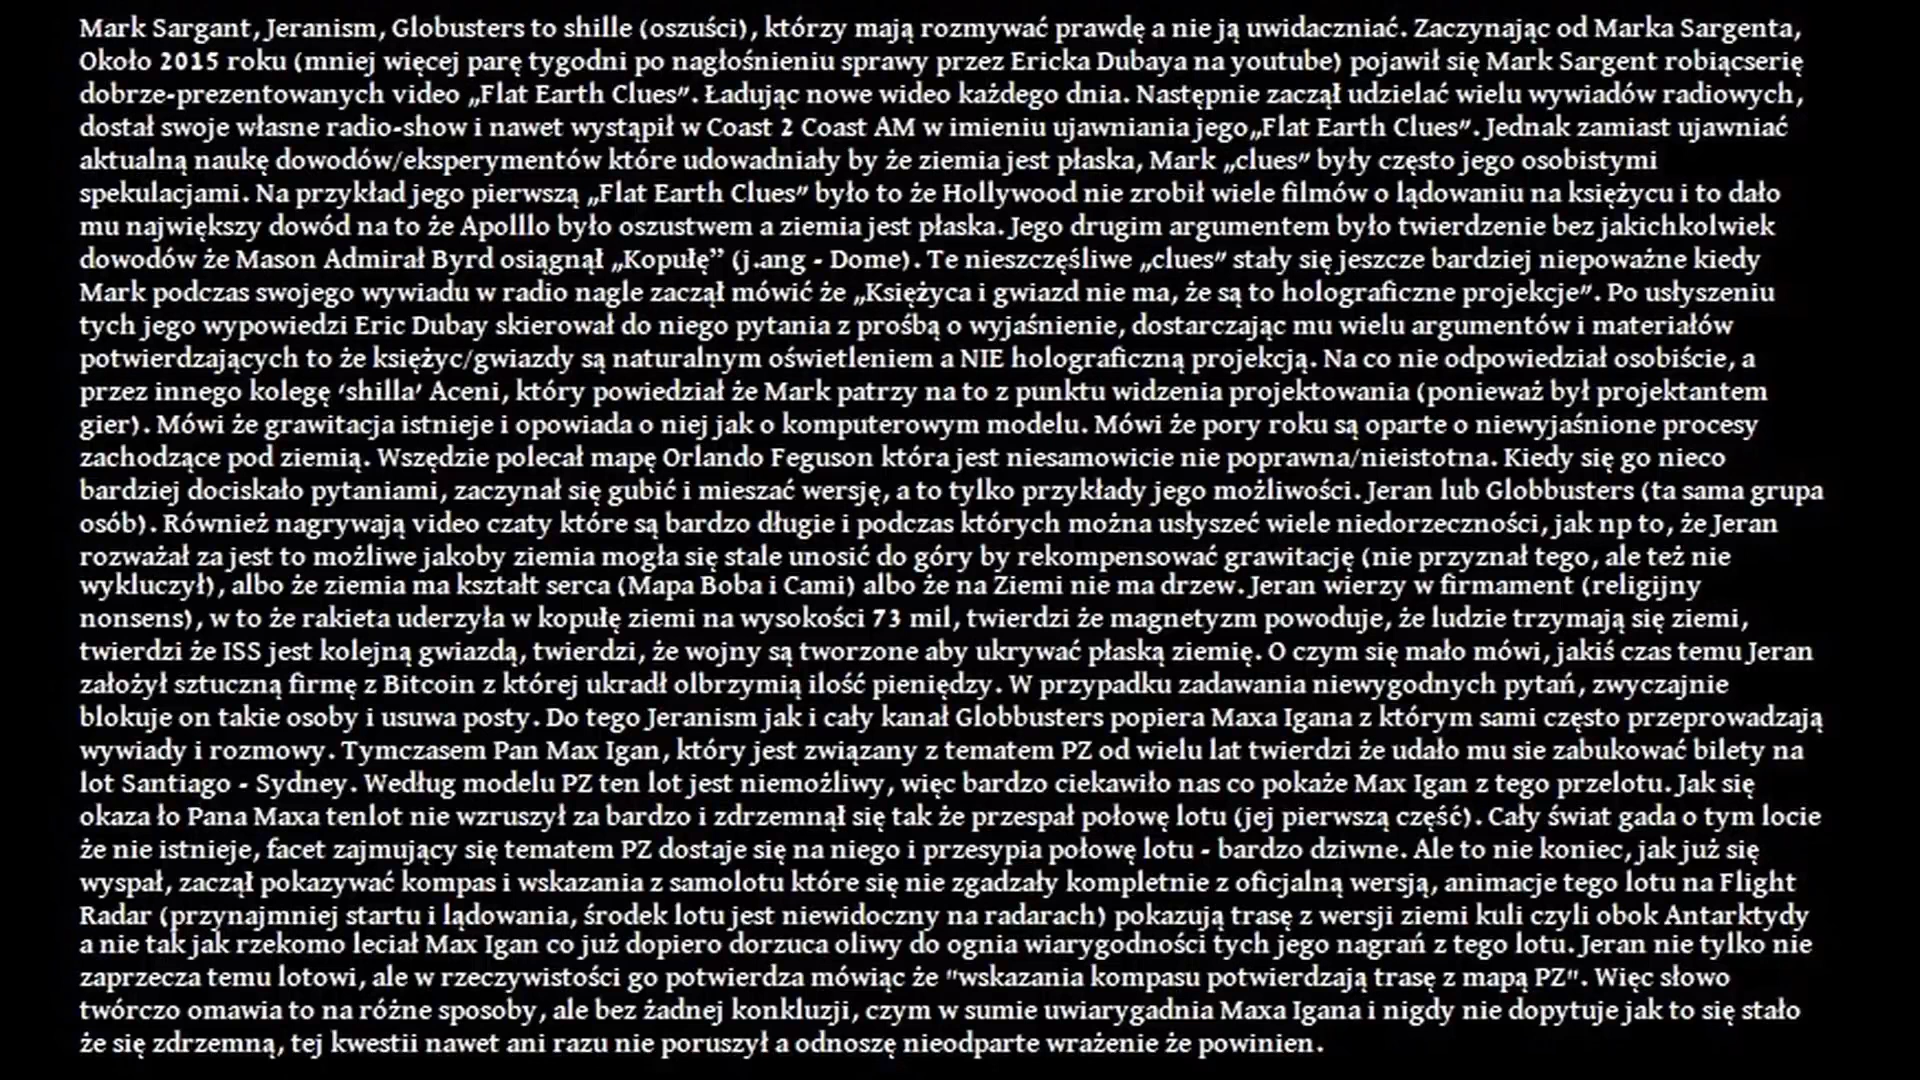 Mark Sargant, Jeranism, Globusters to shille (oszuści), którzy mają rozmywać prawdę a nie ją uwidaczniać. Zaczynając od Marka Sargenta,
Około 2015 roku (mniej więcej parę tygodni po nagłośnieniu sprawy przez Ericka Dubaya na youtube) pojawił się Mark Sargent robiącserię
dobrze-prezentowanych video „Flat Earth Clues”. Ładując nowe wideo każdego dnia. Następnie zaczął udzielać wielu wywiadów radiowych,
dostał swoje własne radio-show i nawet wystąpił w Coast 2 Coast AM w imieniu ujawniania jego„Flat Earth Clues”. Jednak zamiast ujawniać
aktualną naukę dowodów/eksperymentów które udowadniały by że ziemia jest płaska, Mark „clues” były często jego osobistymi
spekulacjami. Na przykład jego pierwszą „Flat Earth Clues” było to że Hollywood nie zrobił wiele filmów o lądowaniu na księżycu i to dało
mu największy dowód na to że Apolllo było oszustwem a ziemia jest płaska. Jego drugim argumentem było twierdzenie bez jakichkolwiek
dowodów że Mason Admirał Byrd osiągnął „Kopułę” (j.ang - Dome). Te nieszczęśliwe „clues” stały się jeszcze bardziej niepoważne kiedy
Mark podczas swojego wywiadu w radio nagle zaczął mówić że „Księżyca i gwiazd nie ma, że są to holograficzne projekcje”. Po usłyszeniu
tych jego wypowiedzi Eric Dubay skierował do niego pytania z prośbą o wyjaśnienie, dostarczając mu wielu argumentów i materiałów
potwierdzających to że księżyc/gwiazdy są naturalnym oświetleniem a NIE holograficzną projekcją. Na co nie odpowiedział osobiście, a
przez innego kolegę ‘shilla’ Aceni, który powiedział że Mark patrzy na to z punktu widzenia projektowania (ponieważ był projektantem
gier). Mówi że grawitacja istnieje i opowiada o niej jak o komputerowym modelu. Mówi że pory roku są oparte o niewyjaśnione procesy
zachodzące pod ziemią. Wszędzie polecał mapę Orlando Feguson która jest niesamowicie nie poprawna/nieistotna. Kiedy się go nieco
bardziej dociskało pytaniami, zaczynał się gubić i mieszać wersję, a to tylko przykłady jego możliwości. Jeran lub Globbusters (ta sama grupa
osób). Również nagrywają video czaty które są bardzo długie i podczas których można usłyszeć wiele niedorzeczności, jak np to, że Jeran
rozważał za jest to możliwe jakoby ziemia mogła się stale unosić do góry by rekompensować grawitację (nie przyznał tego, ale też nie
wykluczył), albo że ziemia ma kształt serca (Mapa Boba i Cami) albo że na Ziemi nie ma drzew. Jeran wierzy w firmament (religijny
nonsens), w to że rakieta uderzyła w kopułę ziemi na wysokości 73 mil, twierdzi że magnetyzm powoduje, że ludzie trzymają się ziemi,
twierdzi że ISS jest kolejną gwiazdą, twierdzi, że wojny są tworzone aby ukrywać płaską ziemię. O czym się mało mówi, jakiś czas temu Jeran
założył sztuczną firmę z Bitcoin z której ukradł olbrzymią ilość pieniędzy. W przypadku zadawania niewygodnych pytań, zwyczajnie
blokuje on takie osoby i usuwa posty. Do tego Jeranism jak i cały kanał Globbusters popiera Maxa Igana z którym sami często przeprowadzają
wywiady i rozmowy. Tymczasem Pan Max Igan, który jest związany z tematem PZ od wielu lat twierdzi że udało mu sie zabukować bilety na
lot Santiago - Sydney. Według modelu PZ ten lot jest niemożliwy, więc bardzo ciekawiło nas co pokaże Max Igan z tego przelotu. Jak się
okaza ło Pana Maxa tenlot nie wzruszył za bardzo i zdrzemnął się tak że przespał połowę lotu (jej pierwszą część). Cały świat gada o tym locie
że nie istnieje, facet zajmujący się tematem PZ dostaje się na niego i przesypia połowę lotu - bardzo dziwne. Ale to nie koniec, jak już się
wyspał, zaczął pokazywać kompas i wskazania z samolotu które się nie zgadzały kompletnie z oficjalną wersją, animacje tego lotu na Flight
Radar (przynajmniej startu i lądowania, środek lotu jest niewidoczny na radarach) pokazują trasę z wersji ziemi kuli czyli obok Antarktydy
a nie tak jak rzekomo leciał Max Igan co już dopiero dorzuca oliwy do ognia wiarygodności tych jego nagrań z tego lotu. Jeran nie tylko nie
zaprzecza temu lotowi, ale w rzeczywistości go potwierdza mówiąc że "wskazania kompasu potwierdzają trasę z mapą PZ". Więc słowo
twórczo omawia to na różne sposoby, ale bez żadnej konkluzji, czym w sumie uwiarygadnia Maxa Igana i nigdy nie dopytuje jak to się stało
że się zdrzemną, tej kwestii nawet ani razu nie poruszył a odnoszę nieodparte wrażenie że powinien.